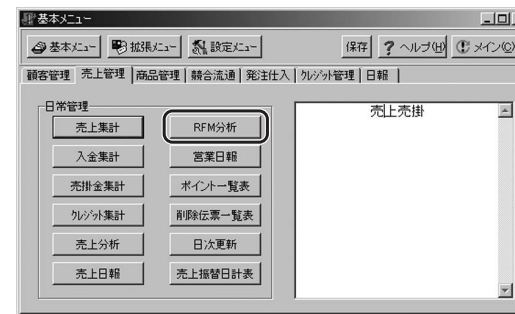 基本メニュー
基本メニュー 拡張メニュー 設定メニュー 保存 ? ヘルプ(H) メイン(O)
顧客管理 売上管理 商品管理 競合流通 発注仕入 クレジット管理 日報
日常管理
売上集計 RFM分析
入金集計 営業日報
売掛金集計 ポイント一覧表
クレジット集計 削除伝票一覧表
売上分析 日次更新
売上日報 売上振替日計表
売上売掛